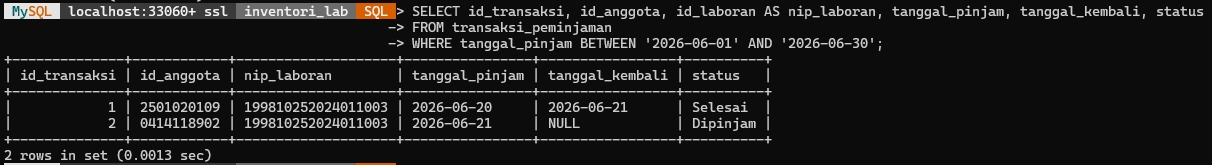 MySQL localhost:33060+ ssl inventori_lab SQL > SELECT id_transaksi, id_anggota, id_laboran AS nip_laboran, tanggal_pinjam, tanggal_kembali, status
-> FROM transaksi_peminjaman
-> WHERE tanggal_pinjam BETWEEN '2026-06-01' AND '2026-06-30';
+--------------+------------+--------------------+----------------+-----------------+----------+
| id_transaksi | id_anggota | nip_laboran        | tanggal_pinjam | tanggal_kembali | status   |
+--------------+------------+--------------------+----------------+-----------------+----------+
|            1 | 2501020109 | 199810252024011003 | 2026-06-20     | 2026-06-21      | Selesai  |
|            2 | 0414118902 | 199810252024011003 | 2026-06-21     | NULL            | Dipinjam |
+--------------+------------+--------------------+----------------+-----------------+----------+
2 rows in set (0.0013 sec)